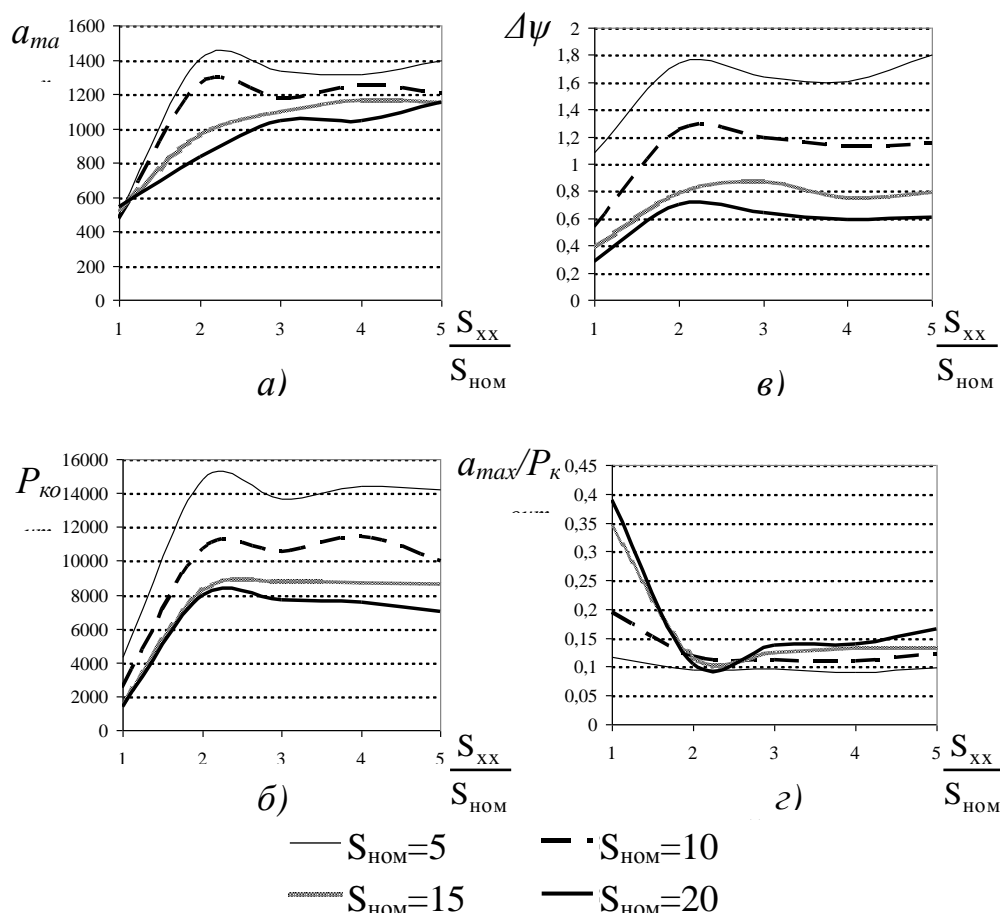 a_ma
1600
1400
1200
1000
800
600
400
200
0
1 2 3 4 5
S_xx
S_ном
а)
Δψ
2
1,8
1,6
1,4
1,2
1
0,8
0,6
0,4
0,2
0
1 2 3 4 5
S_xx
S_ном
в)
P_ко
16000
14000
12000
10000
8000
6000
4000
2000
0
1 2 3 4 5
S_xx
S_ном
б)
a_max/P_к
0,45
0,4
0,35
0,3
0,25
0,2
0,15
0,1
0,05
0
1 2 3 4 5
S_xx
S_ном
г)
S_ном=5
S_ном=10
S_ном=15
S_ном=20